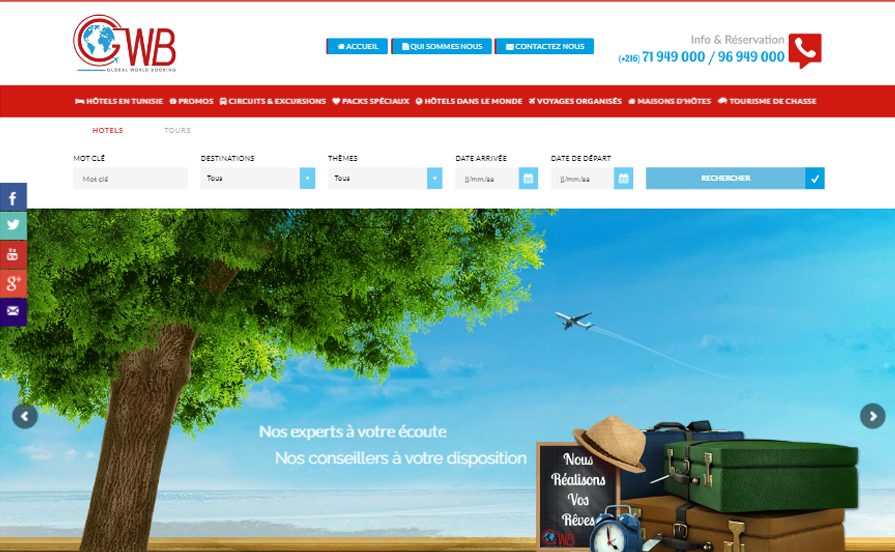 GWB
GLOBAL WORLD BOOKING
ACCUEIL QUI SOMMES NOUS CONTACTEZ NOUS
Info & Réservation
(+216) 71 949 000 / 96 949 000
HÔTELS EN TUNISIE PROMOS CIRCUITS & EXCURSIONS PACKS SPÉCIAUX HÔTELS DANS LE MONDE VOYAGES ORGANISÉS MAISONS D'HÔTES TOURISME DE CHASSE
HOTELS TOURS
MOT CLÉ DESTINATIONS THÈMES DATE ARRIVÉE DATE DE DÉPART
Mot clé Tous Tous jj/mm/aa jj/mm/aa RECHERCHER
f
You
g+
Nos experts à votre écoute
Nos conseillers à votre disposition
Nous
Réalisons
Vos
Rêves
GWB